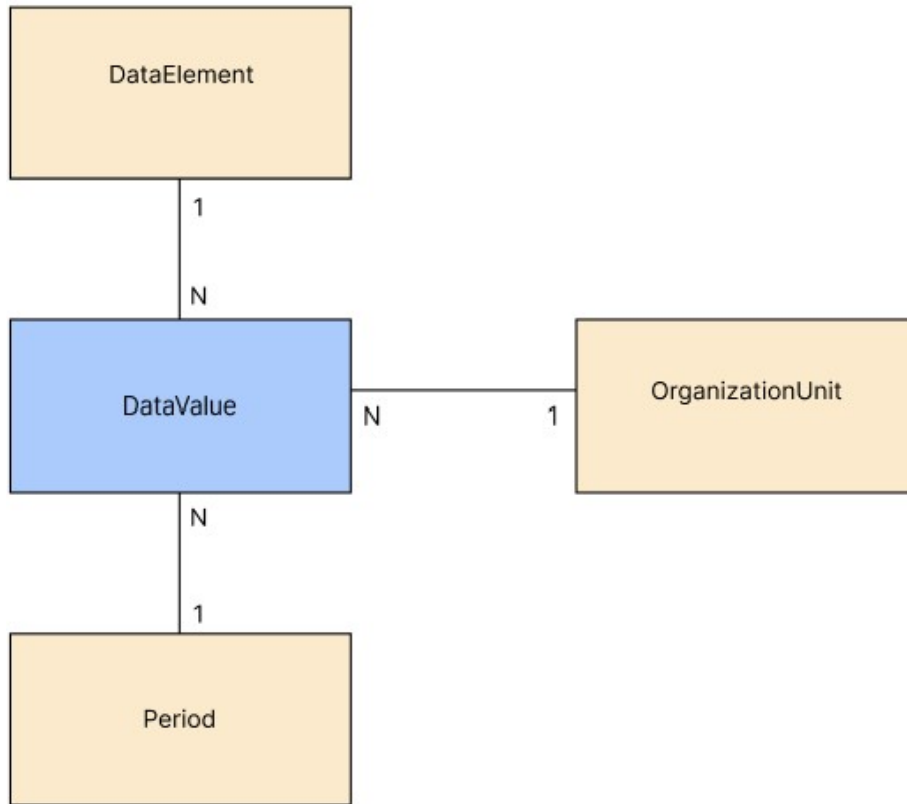 DataElement
1
N
DataValue
N
1
OrganizationUnit
N
1
Period